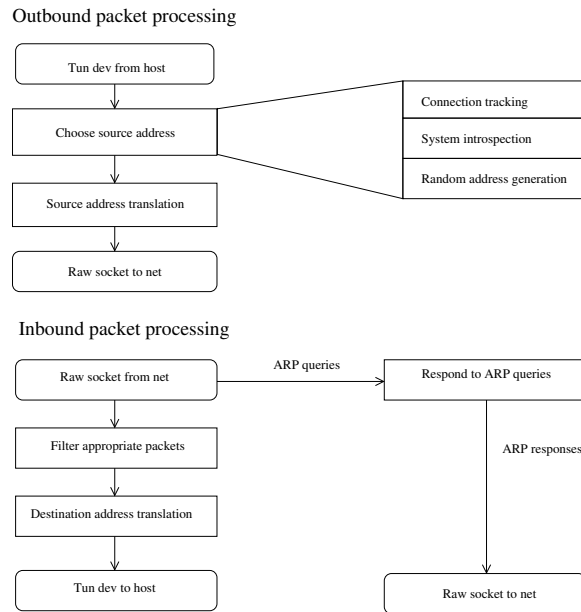 Outbound packet processing
Tun dev from host
Choose source address
Connection tracking
System introspection
Random address generation
Source address translation
Raw socket to net
Inbound packet processing
Raw socket from net
ARP queries
Respond to ARP queries
Filter appropriate packets
ARP responses
Destination address translation
Tun dev to host
Raw socket to net